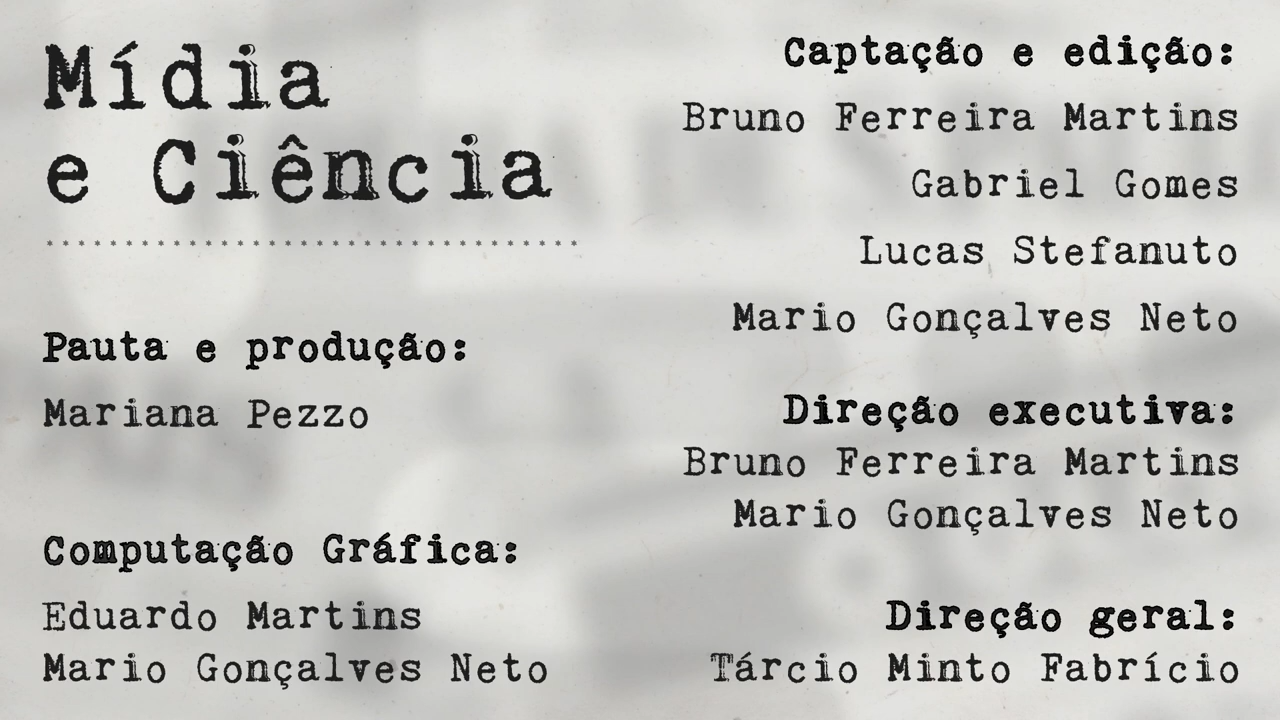 Mídia
e Ciência
Pauta e produção:
Mariana Pezzo
Computação Gráfica:
Eduardo Martins
Mario Gonçalves Neto
Captação e edição:
Bruno Ferreira Martins
Gabriel Gomes
Lucas Stefanuto
Mario Gonçalves Neto
Direção executiva:
Bruno Ferreira Martins
Mario Gonçalves Neto
Direção geral:
Tárcio Minto Fabrício